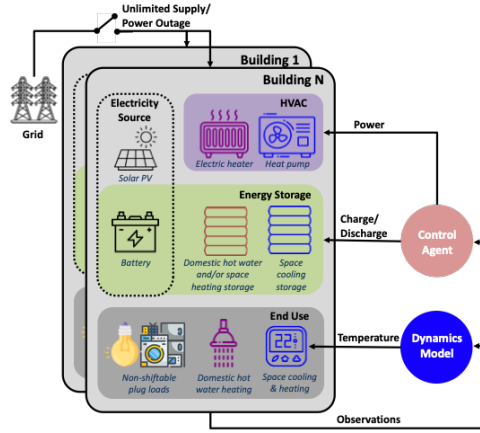 Unlimited Supply/
Power Outage
Grid
Building 1
Building N
Electricity
Source
Solar PV
HVAC
Electric heater
Heat pump
Power
Energy Storage
Battery
Domestic hot water
and/or space
heating storage
Space
cooling
storage
Charge/
Discharge
Control
Agent
End Use
22°
Non-shiftable
plug loads
Domestic hot
water heating
Space cooling
& heating
Temperature
Dynamics
Model
Observations